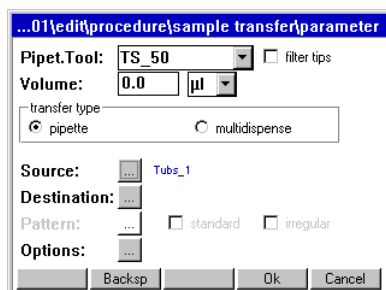 ...01\edit\procedure\sample transfer\parameter
Pipet.Tool: TS_50 filter tips
Volume: 0.0 µl
transfer type
pipette multidispense
Source: ... Tubs_1
Destination: ...
Pattern: ... standard irregular
Options: ...
Backsp Ok Cancel